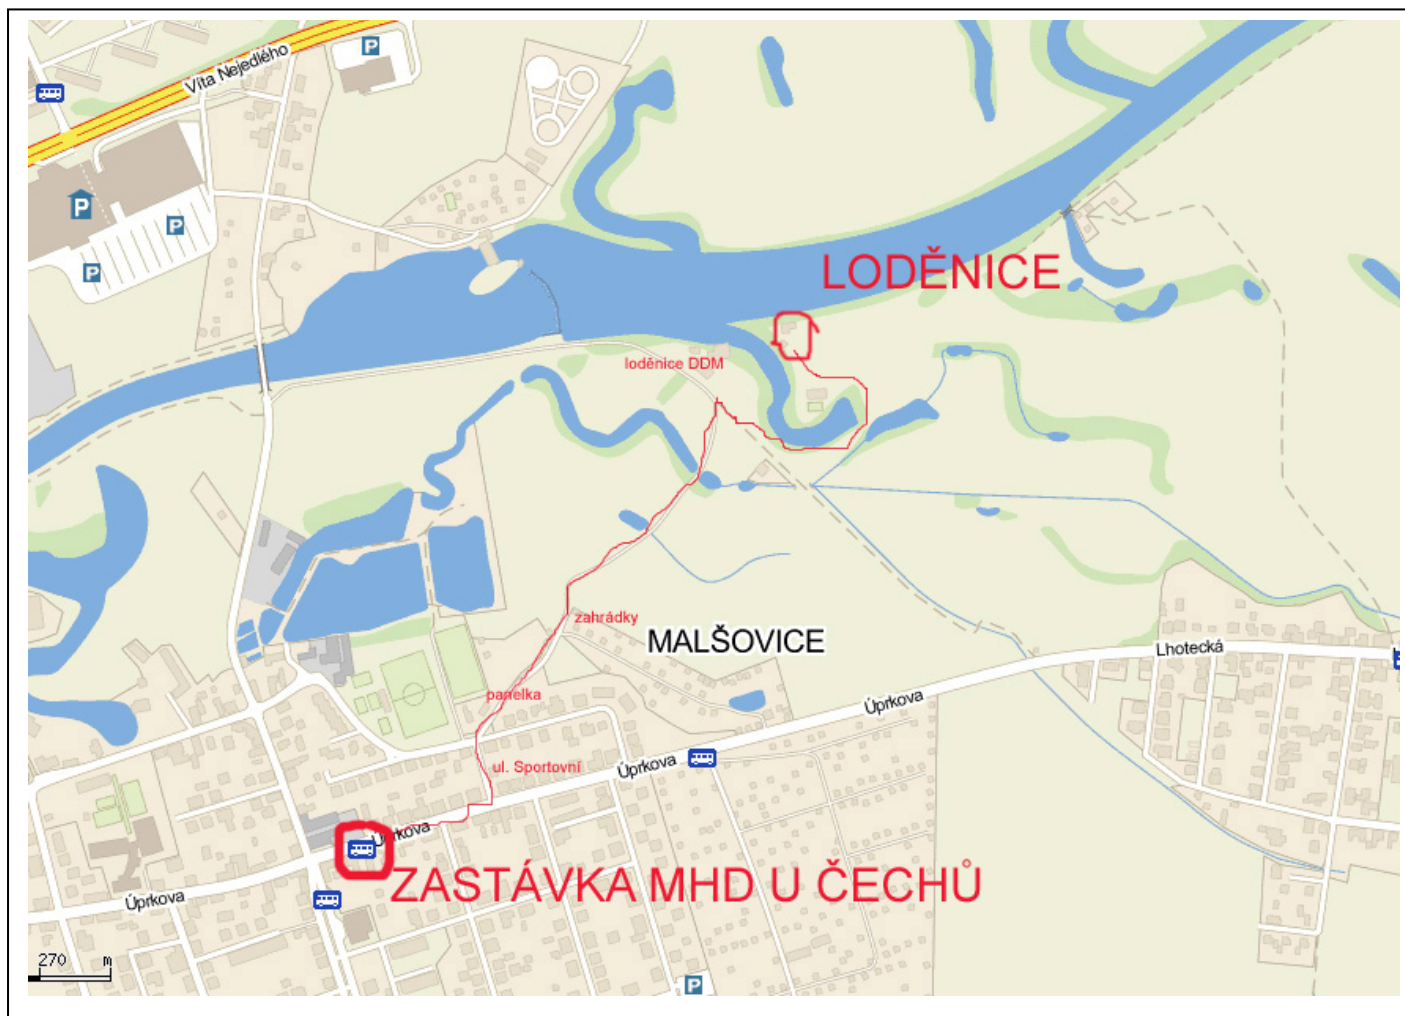 Víta Nejedlého
P
P
P
P
LODĚNICE
loděnice DDM
zahrádky
MALŠOVICE
Lhotecká
panelka
Úprkova
ul. Sportovní
Úprkova
Úprkova
ZASTÁVKA MHD U ČECHŮ
Úprkova
270 m
P